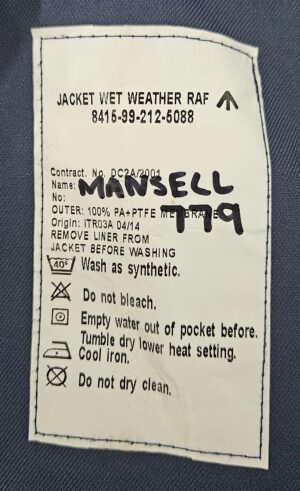 JACKET WET WEATHER RAF
8415-99-212-5088
Contract. No. DC2A/2001
Name: MANSELL
No: 779
OUTER: 100% PA+PTFE MEMBRANE
Origin: ITR03A 04/14
REMOVE LINER FROM
JACKET BEFORE WASHING
40° Wash as synthetic.
Do not bleach.
Empty water out of pocket before.
Tumble dry lower heat setting.
Cool iron.
Do not dry clean.